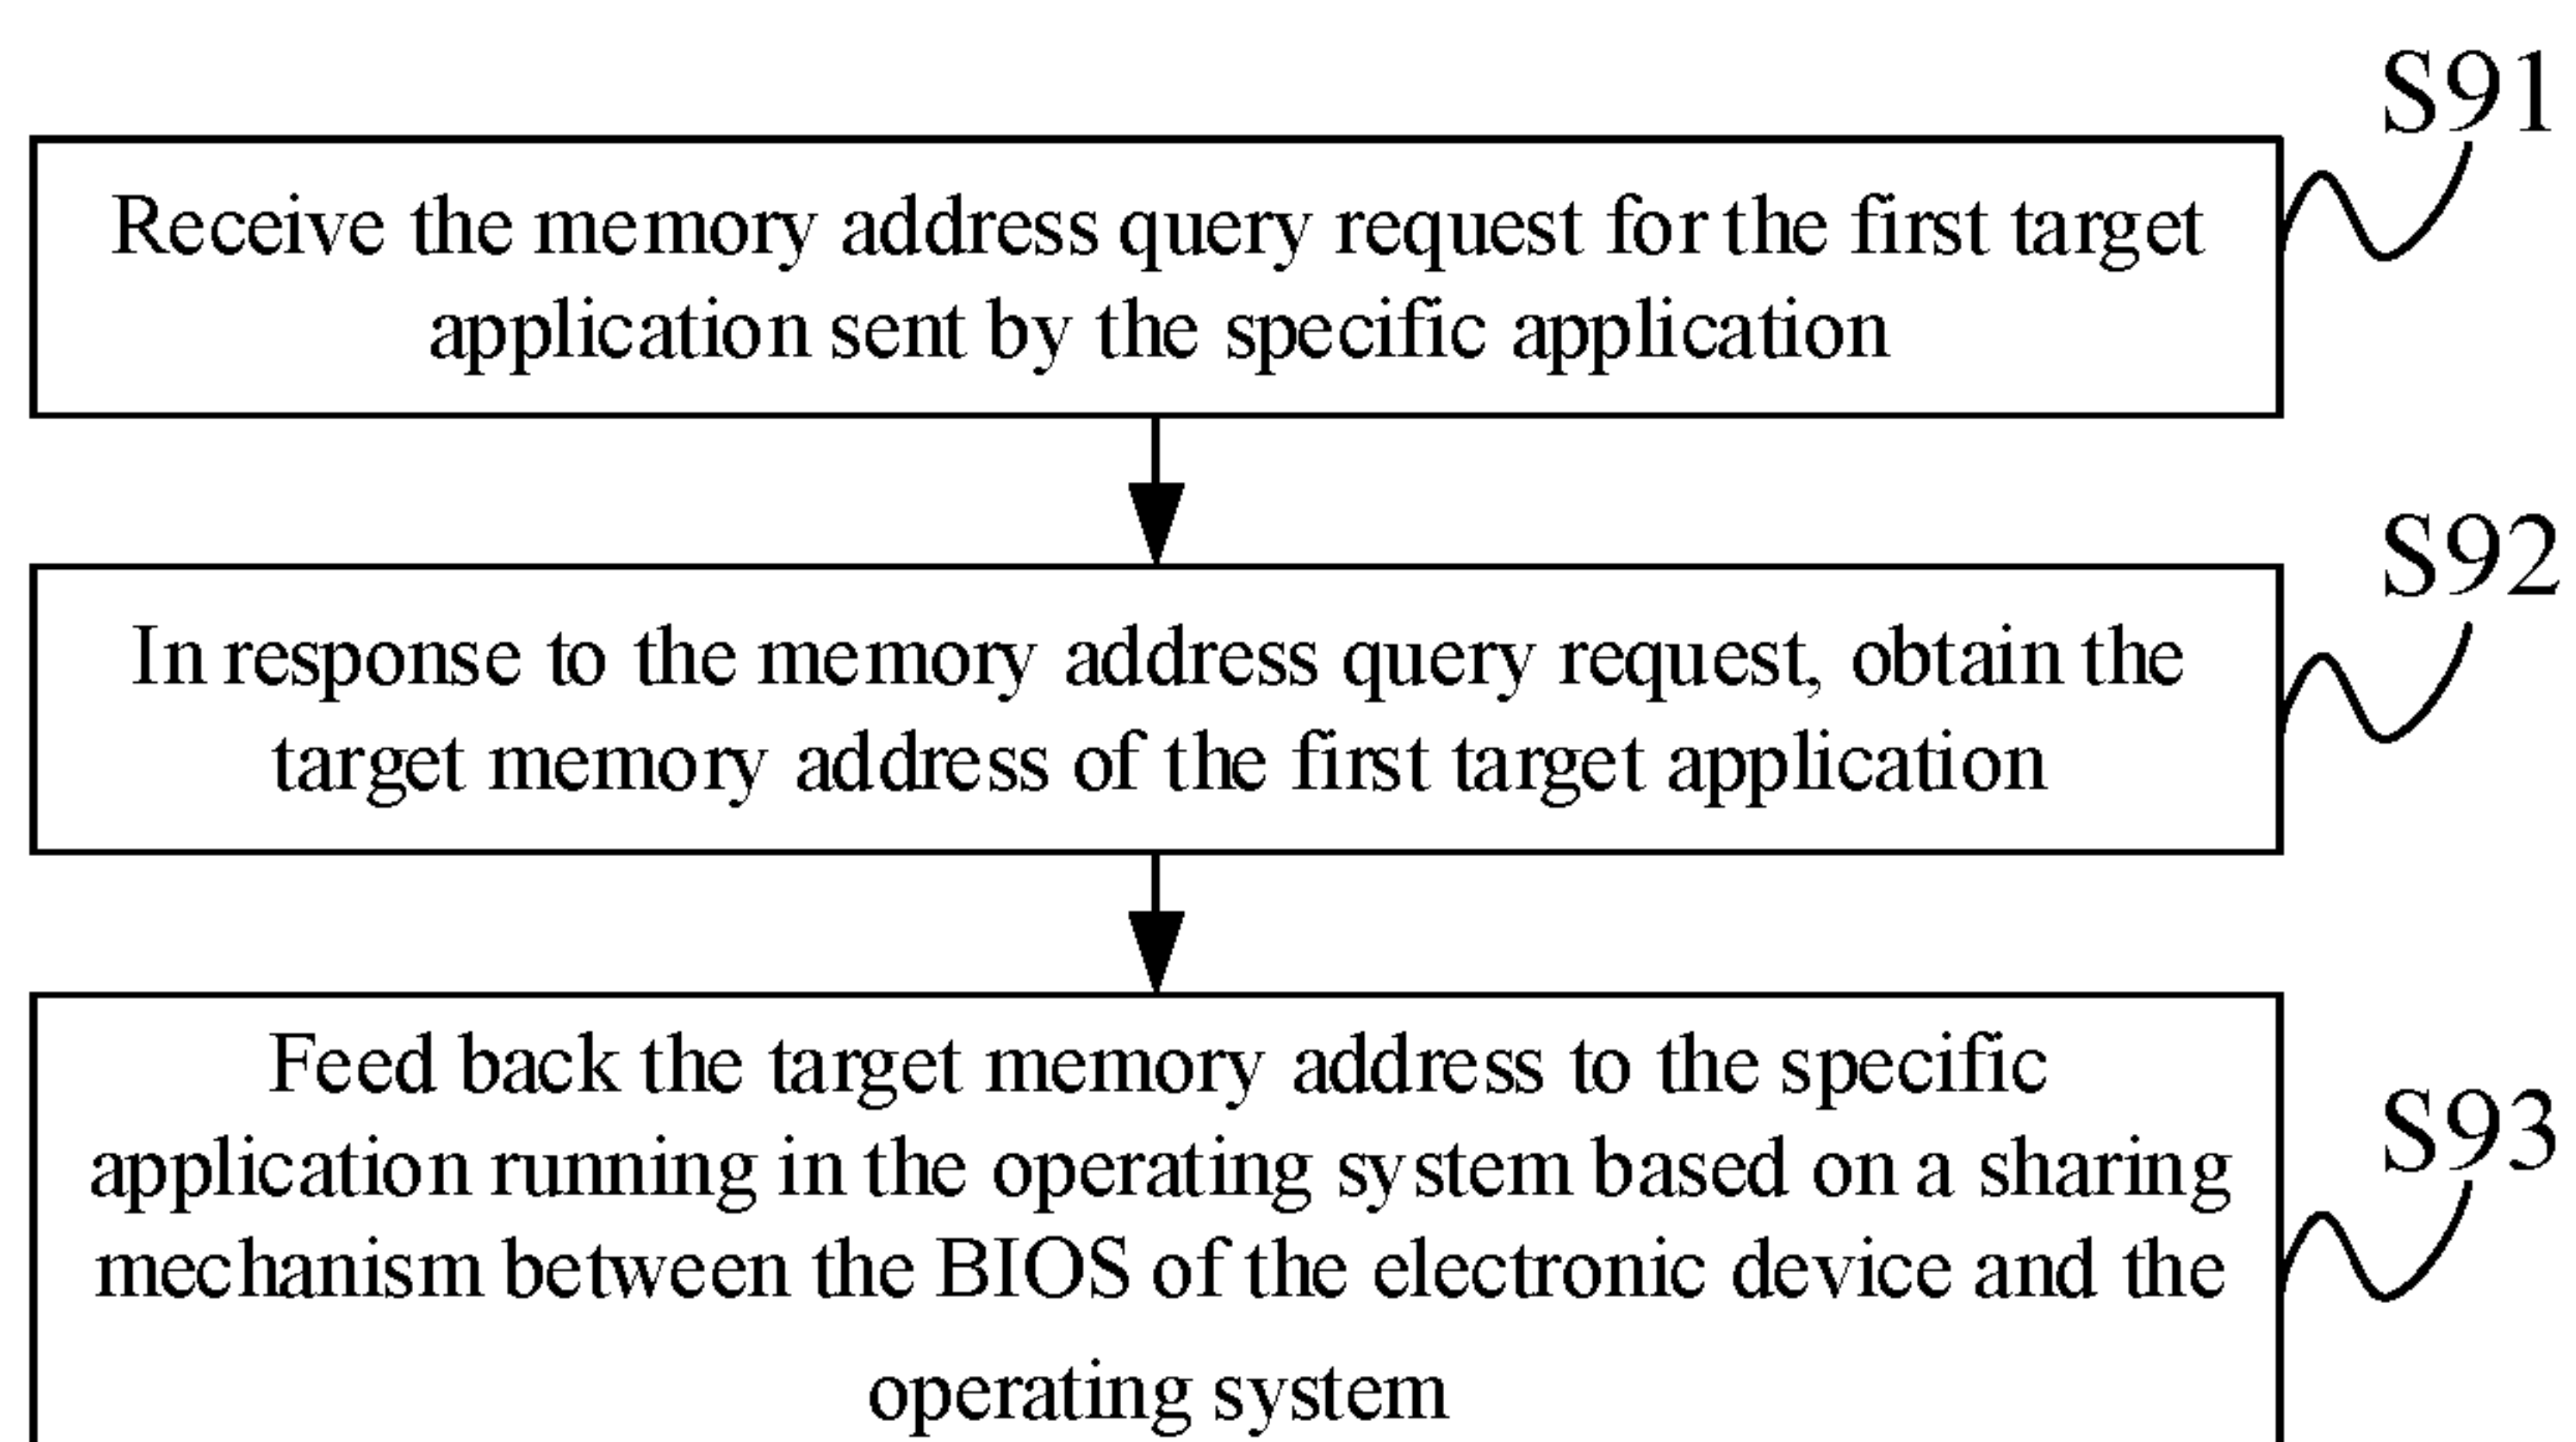 S91
Receive the memory address query request for the first target
application sent by the specific application
S92
In response to the memory address query request, obtain the
target memory address of the first target application
S93
Feed back the target memory address to the specific
application running in the operating system based on a sharing
mechanism between the BIOS of the electronic device and the
operating system